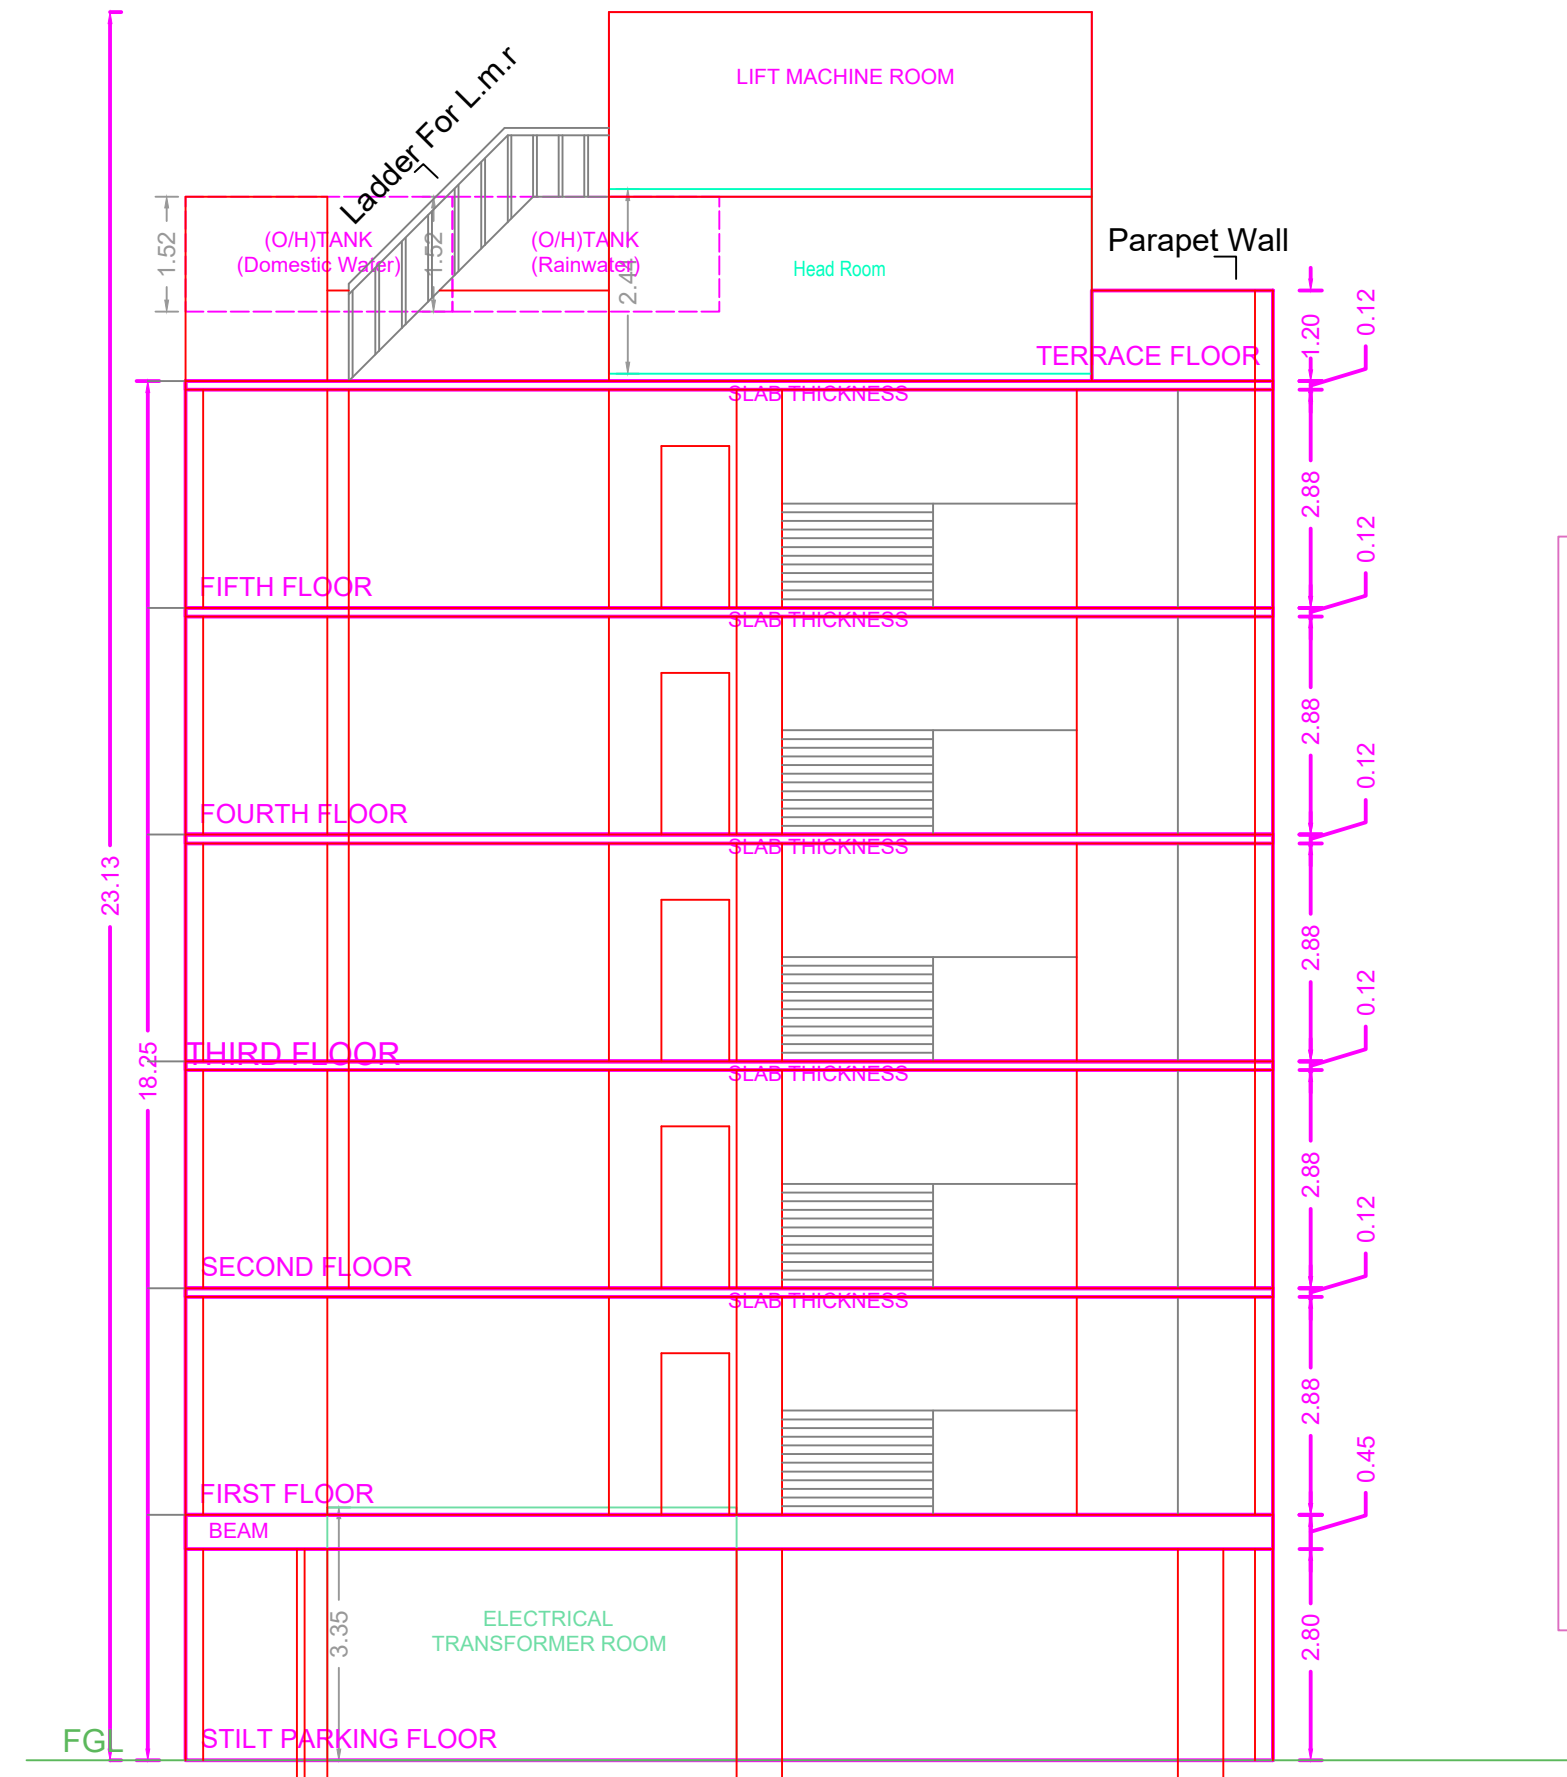 LIFT MACHINE ROOM
Ladder For L.m.r
1.52
(O/H)TANK
(Domestic Water)
1.52
(O/H)TANK
(Rainwater)
2.44
Head Room
Parapet Wall
1.20
0.12
TERRACE FLOOR
SLAB THICKNESS
2.88
0.12
FIFTH FLOOR
SLAB THICKNESS
2.88
0.12
FOURTH FLOOR
SLAB THICKNESS
23.13
2.88
0.12
18.25
THIRD FLOOR
SLAB THICKNESS
2.88
0.12
SECOND FLOOR
SLAB THICKNESS
2.88
0.45
FIRST FLOOR
BEAM
3.35
ELECTRICAL
TRANSFORMER ROOM
2.80
FGL
STILT PARKING FLOOR